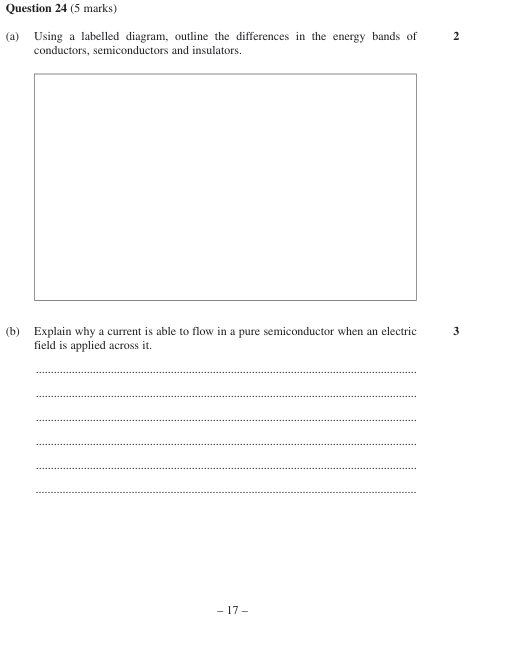 Question 24 (5 marks)
(a) Using a labelled diagram, outline the differences in the energy bands of 2
conductors, semiconductors and insulators.
(b) Explain why a current is able to flow in a pure semiconductor when an electric 3
field is applied across it.
– 17 –